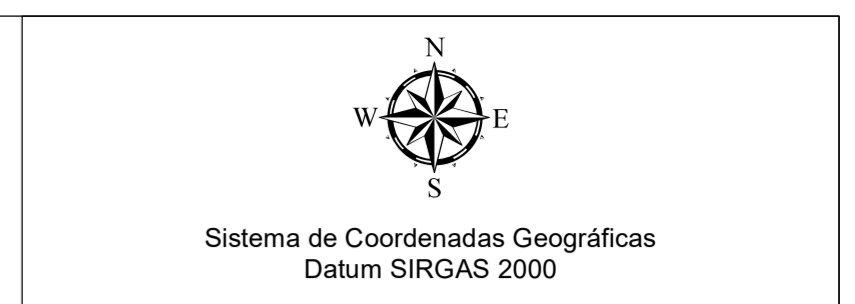 N
W E
S
Sistema de Coordenadas Geográficas
Datum SIRGAS 2000